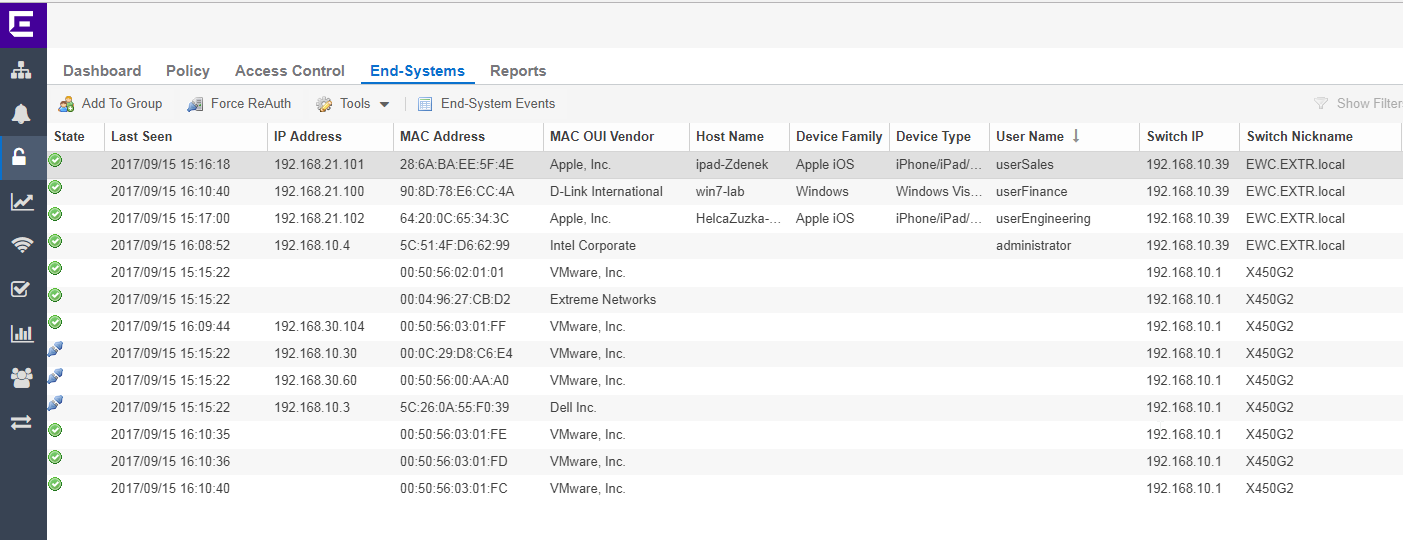 Dashboard Policy Access Control End-Systems Reports
Add To Group Force ReAuth Tools End-System Events Show Filter
State Last Seen IP Address MAC Address MAC OUI Vendor Host Name Device Family Device Type User Name Switch IP Switch Nickname
2017/09/15 15:16:18 192.168.21.101 28:6A:BA:EE:5F:4E Apple, Inc. ipad-Zdenek Apple iOS iPhone/iPad/... userSales 192.168.10.39 EWC.EXTR.local
2017/09/15 16:10:40 192.168.21.100 90:8D:78:E6:CC:4A D-Link International win7-lab Windows Windows Vis... userFinance 192.168.10.39 EWC.EXTR.local
2017/09/15 15:17:00 192.168.21.102 64:20:0C:65:34:3C Apple, Inc. HelcaZuzka-... Apple iOS iPhone/iPad/... userEngineering 192.168.10.39 EWC.EXTR.local
2017/09/15 16:08:52 192.168.10.4 5C:51:4F:D6:62:99 Intel Corporate administrator 192.168.10.39 EWC.EXTR.local
2017/09/15 15:15:22 00:50:56:02:01:01 VMware, Inc. 192.168.10.1 X450G2
2017/09/15 15:15:22 00:04:96:27:CB:D2 Extreme Networks 192.168.10.1 X450G2
2017/09/15 16:09:44 192.168.30.104 00:50:56:03:01:FF VMware, Inc. 192.168.10.1 X450G2
2017/09/15 15:15:22 192.168.10.30 00:0C:29:D8:C6:E4 VMware, Inc. 192.168.10.1 X450G2
2017/09/15 15:15:22 192.168.30.60 00:50:56:00:AA:A0 VMware, Inc. 192.168.10.1 X450G2
2017/09/15 15:15:22 192.168.10.3 5C:26:0A:55:F0:39 Dell Inc. 192.168.10.1 X450G2
2017/09/15 16:10:35 00:50:56:03:01:FE VMware, Inc. 192.168.10.1 X450G2
2017/09/15 16:10:36 00:50:56:03:01:FD VMware, Inc. 192.168.10.1 X450G2
2017/09/15 16:10:40 00:50:56:03:01:FC VMware, Inc. 192.168.10.1 X450G2